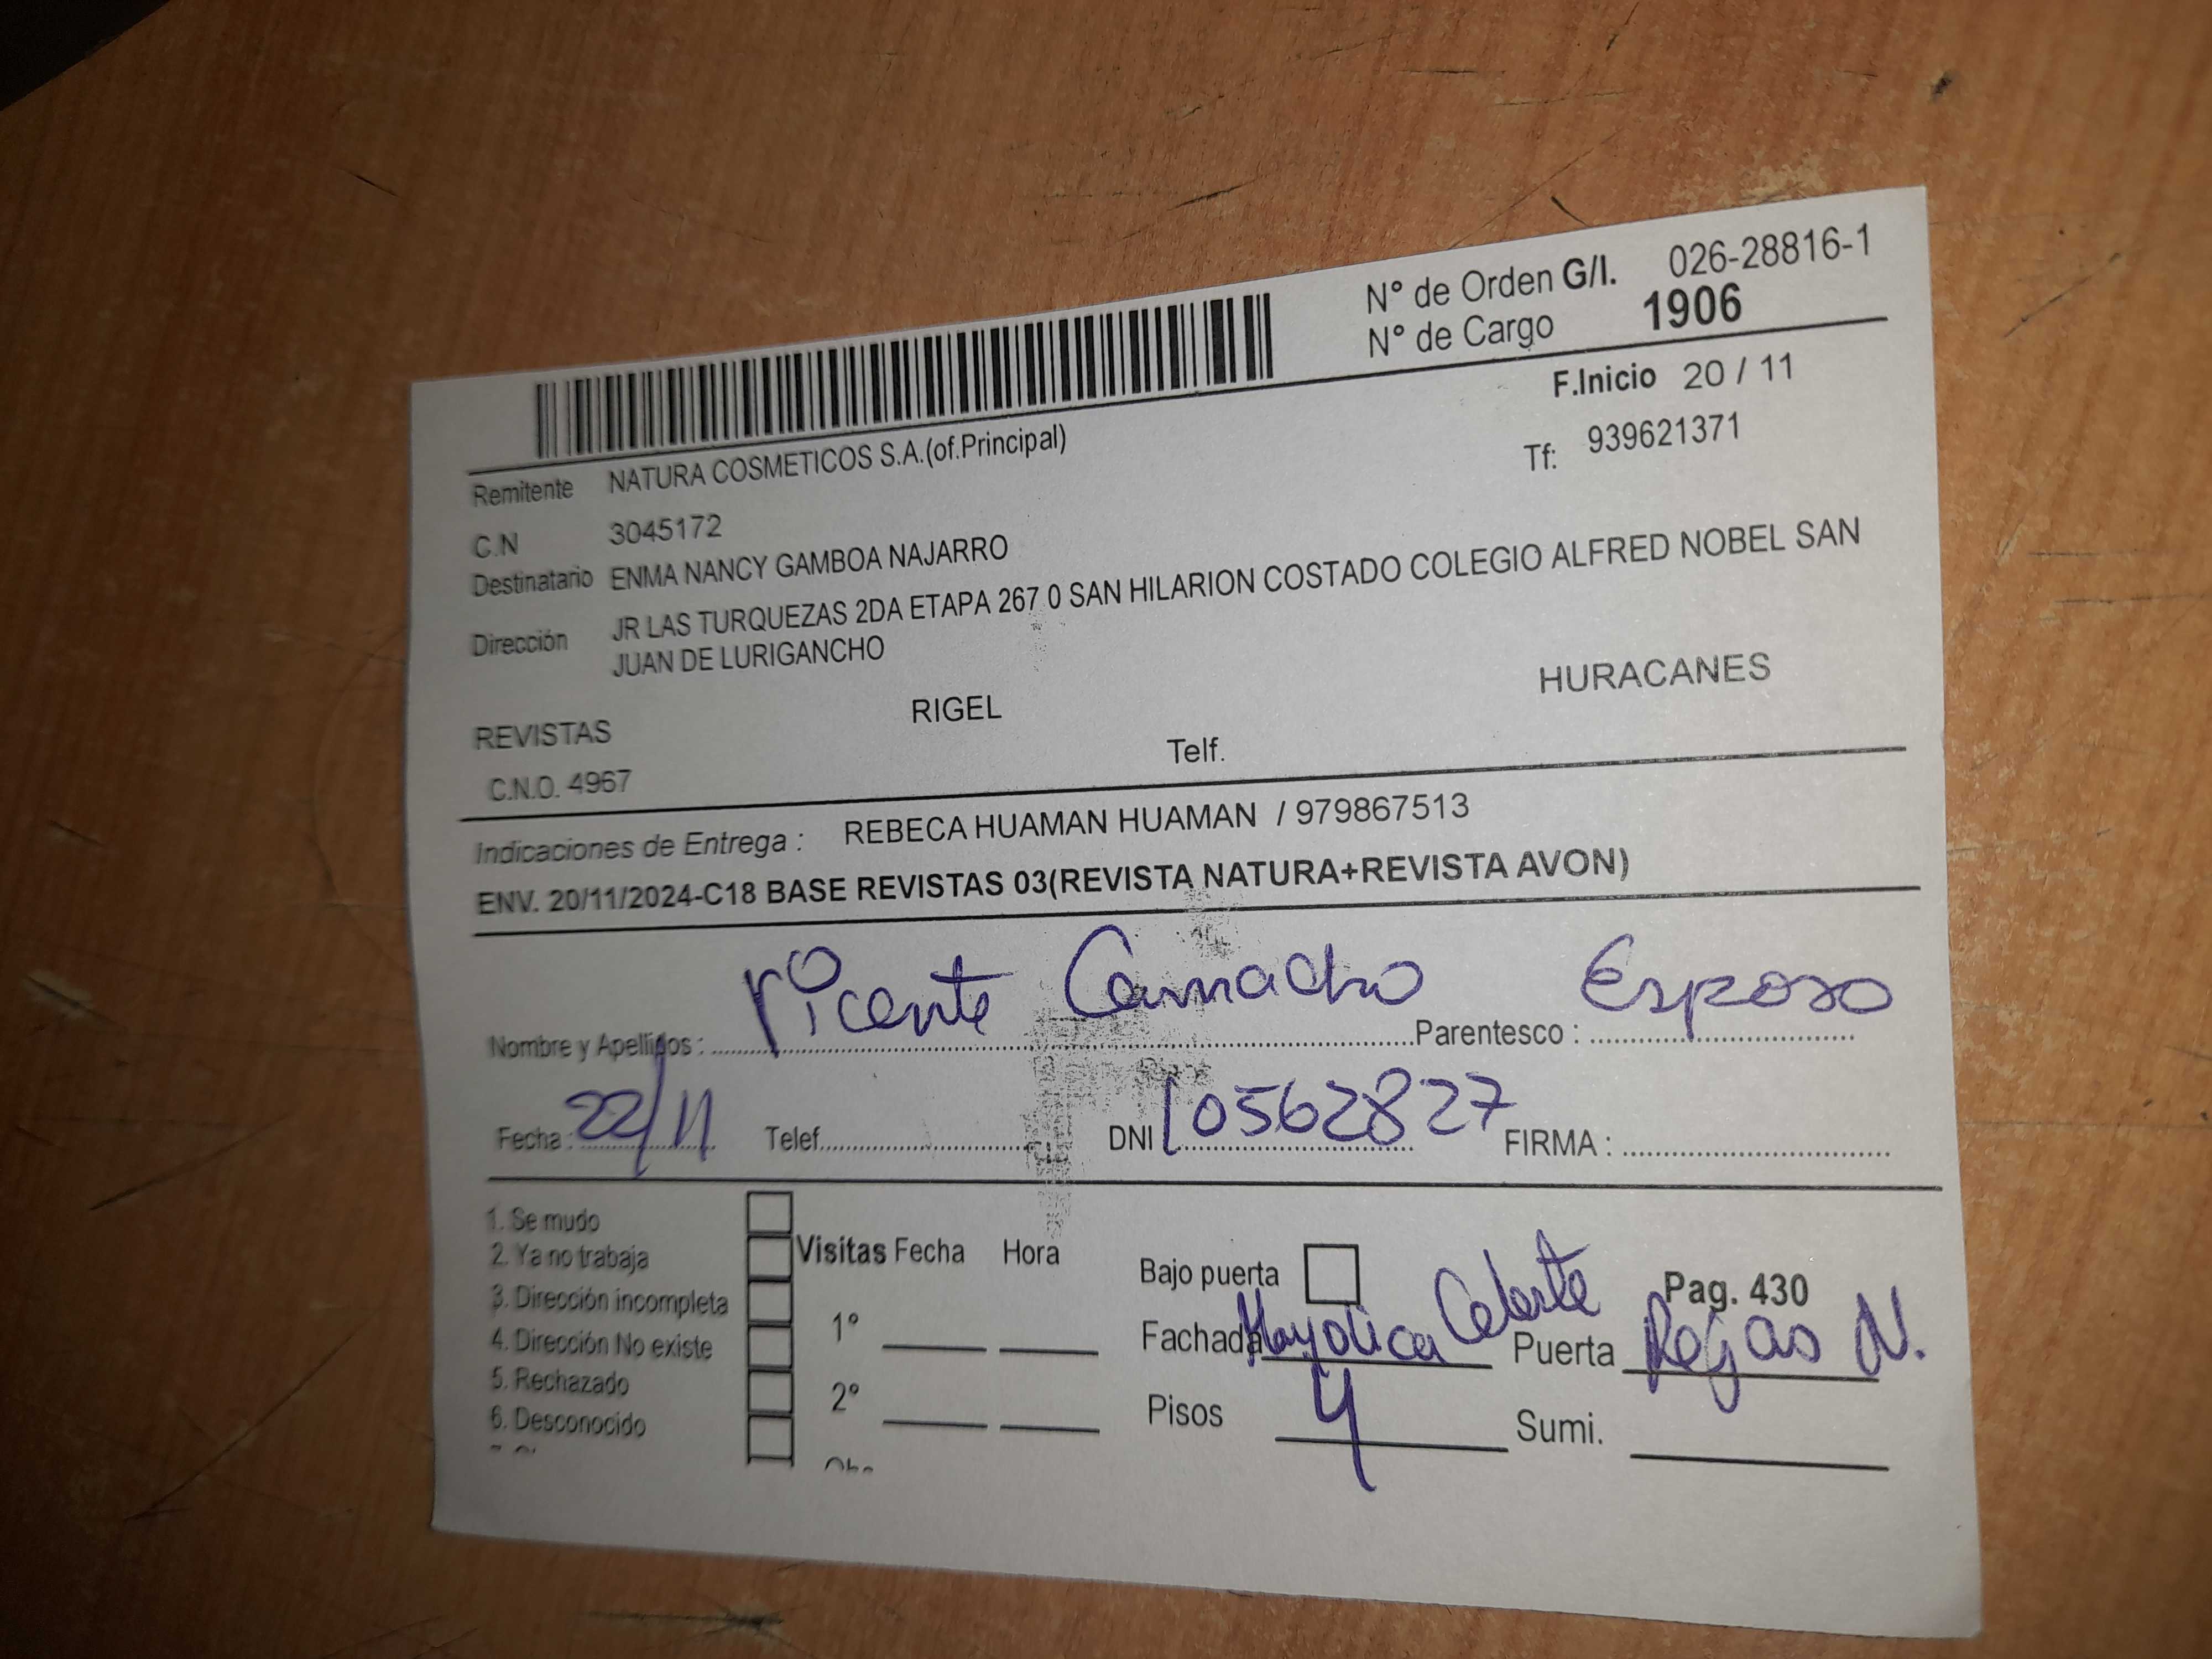 N° de Orden G/I. 026-28816-1
N° de Cargo 1906
F.Inicio 20 / 11
Remitente NATURA COSMETICOS S.A.(of.Principal)
Tf: 939621371
C.N 3045172
Destinatario ENMA NANCY GAMBOA NAJARRO
Dirección JR LAS TURQUEZAS 2DA ETAPA 267 0 SAN HILARION COSTADO COLEGIO ALFRED NOBEL SAN
JUAN DE LURIGANCHO
REVISTAS RIGEL HURACANES
C.N.O. 4967 Telf.
Indicaciones de Entrega : REBECA HUAMAN HUAMAN / 979867513
ENV. 20/11/2024-C18 BASE REVISTAS 03(REVISTA NATURA+REVISTA AVON)
Nombre y Apellidos : Vicente Camacho Parentesco : Esposo
Fecha : 22/11 Telef. DNI 10562827 FIRMA :
1. Se mudo
2. Ya no trabaja Visitas Fecha Hora Bajo puerta Pag. 430
3. Dirección incompleta
4. Dirección No existe 1° Fachada Mayolica Celeste Puerta Rejas N.
5. Rechazado
6. Desconocido 2° Pisos 4 Sumi.